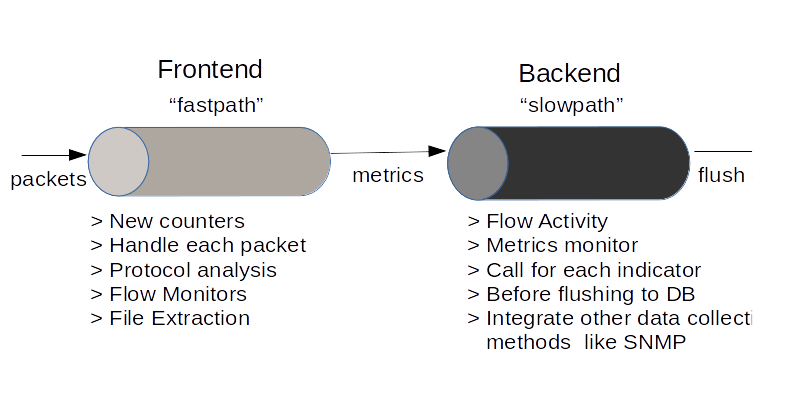 Frontend
“fastpath”
packets
> New counters
> Handle each packet
> Protocol analysis
> Flow Monitors
> File Extraction
metrics
Backend
“slowpath”
flush
> Flow Activity
> Metrics monitor
> Call for each indicator
> Before flushing to DB
> Integrate other data collecti
methods like SNMP